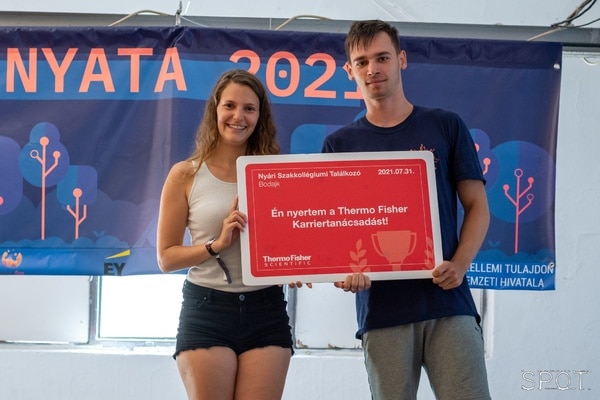 NYATA 2021
Nyári Szakkollégiumi Találkozó 2021.07.31.
Bodajk
Én nyertem a Thermo Fisher
Karriertanácsadást!
ThermoFisher
SCIENTIFIC
EY
ELLEMI TULAJDON
EMZETI HIVATALA
SPOT